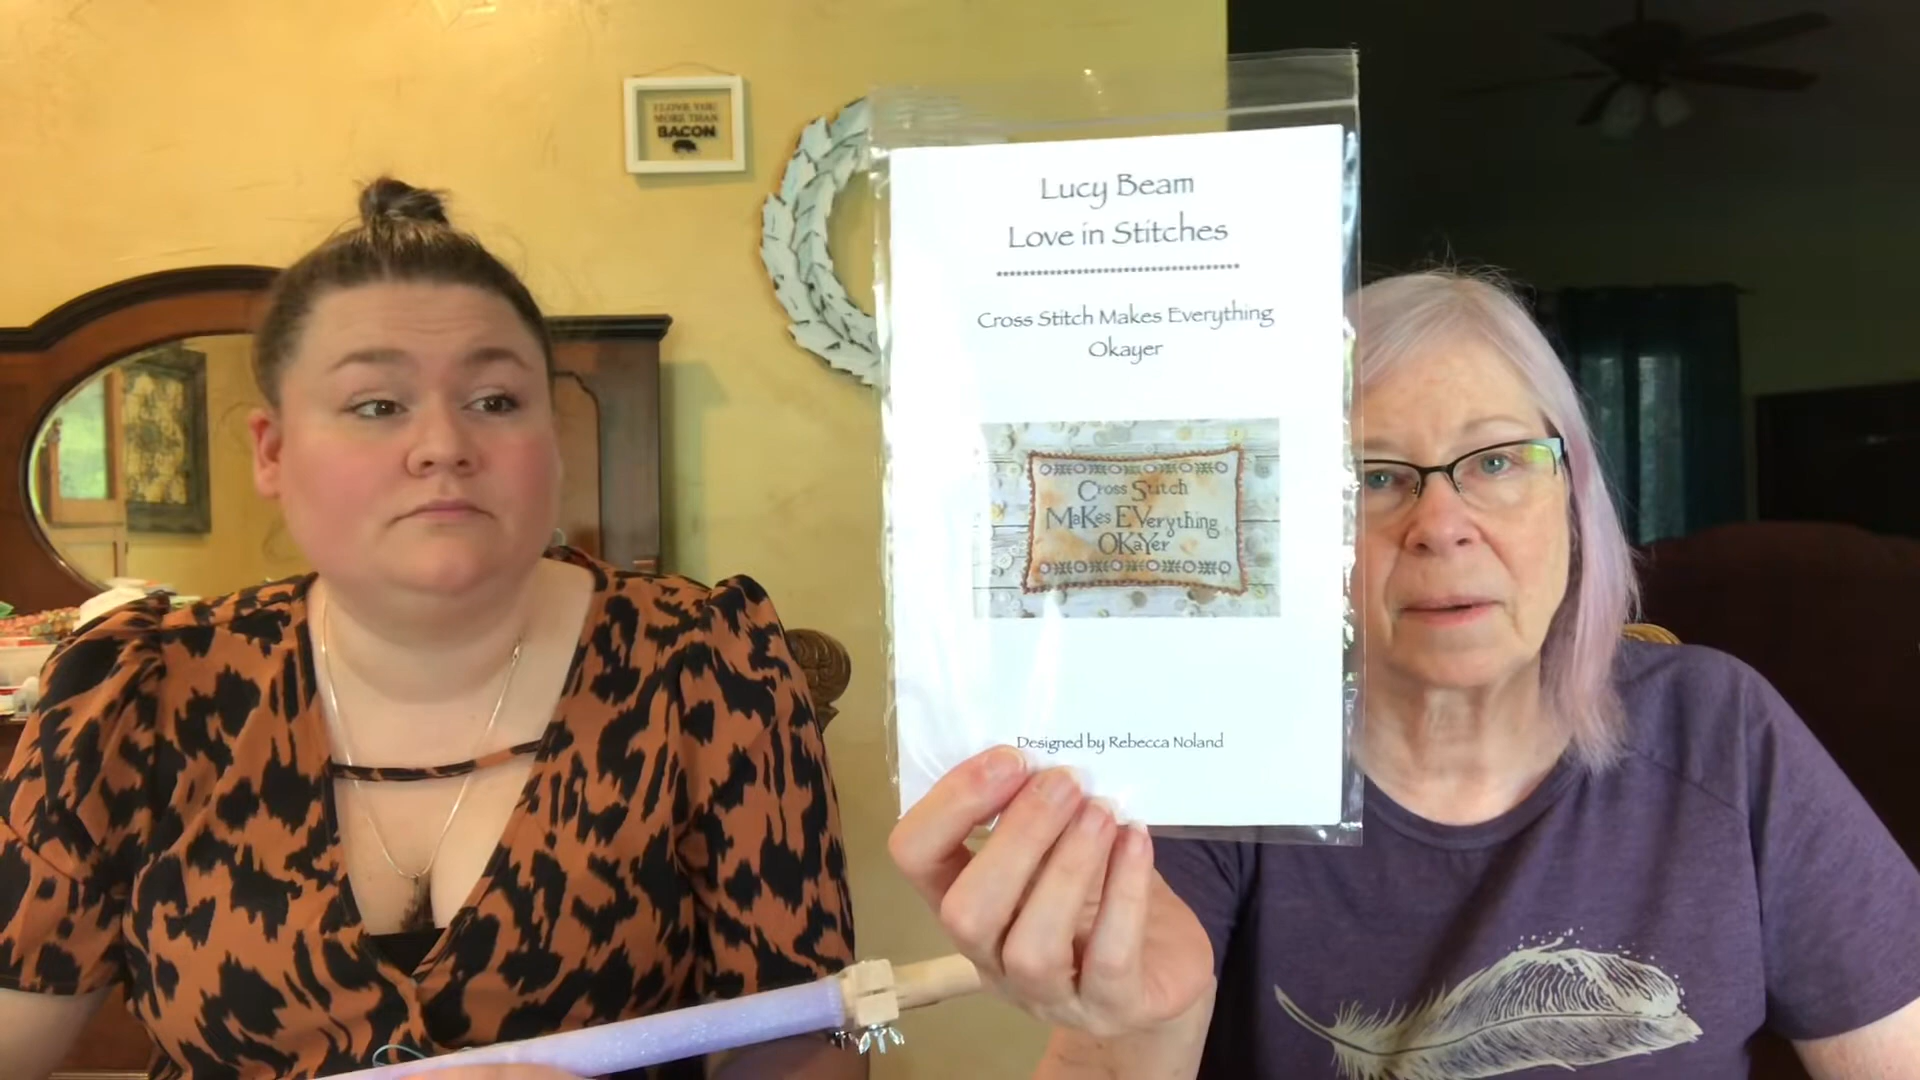 I LOVE YOU
MORE THAN
BACON
Lucy Beam
Love in Stitches
Cross Stitch Makes Everything
Okayer
Cross Stitch
MaKes EVerything
OKaYer
Designed by Rebecca Noland